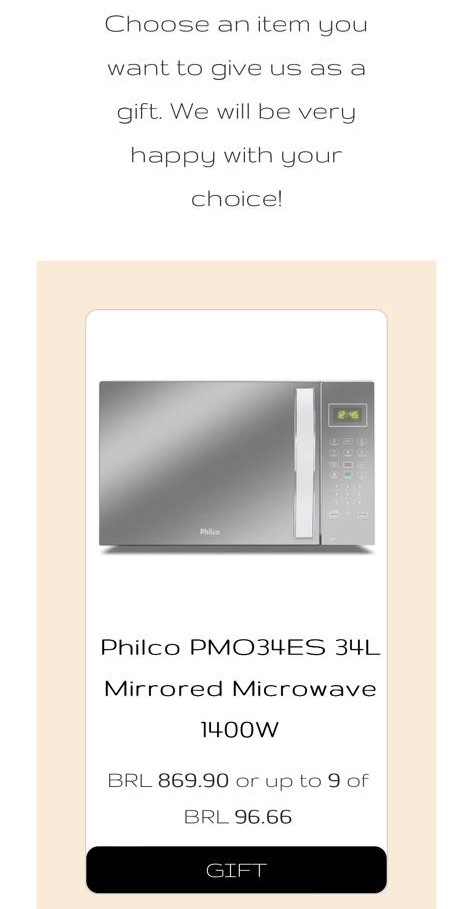 Choose an item you
want to give us as a
gift. We will be very
happy with your
choice!
12:45
Philco
Philco PMO34ES 34L
Mirrored Microwave
1400W
BRL 869.90 or up to 9 of
BRL 96.66
GIFT